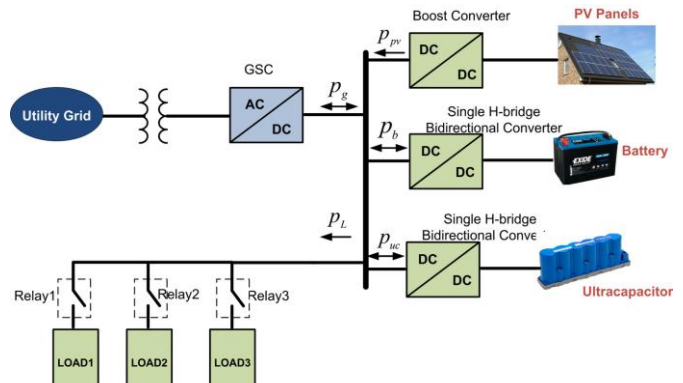 Boost Converter
PV Panels
p_pv
DC
DC
GSC
Utility Grid
AC
DC
p_g
Single H-bridge
Bidirectional Converter
p_b
DC
DC
EXIDE
Battery
p_L
Single H-bridge
Bidirectional Conve
p_uc
DC
DC
Ultracapacitor
Relay1
Relay2
Relay3
LOAD1
LOAD2
LOAD3